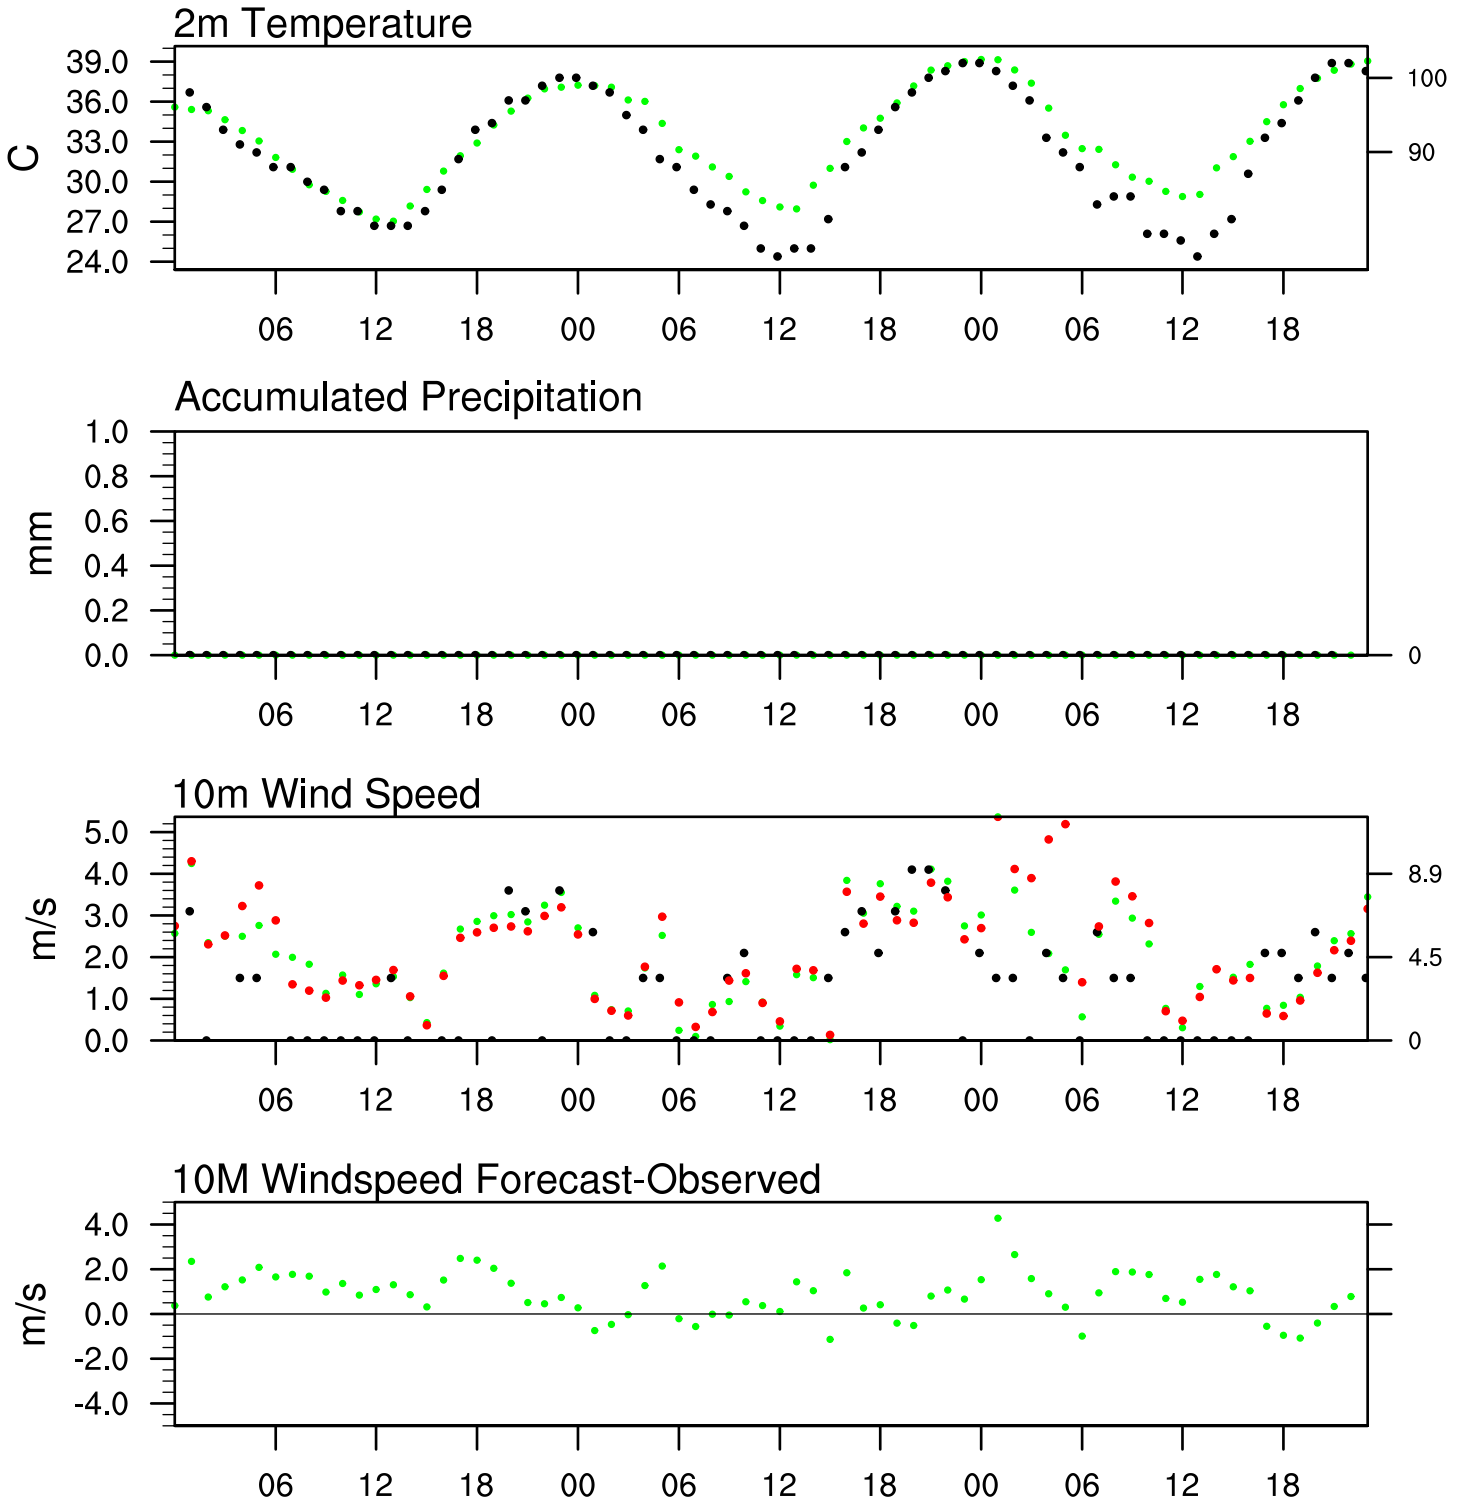 2m Temperature
39.0
36.0
33.0
30.0
27.0
24.0
C
100
90
06 12 18 00 06 12 18 00 06 12 18
Accumulated Precipitation
1.0
0.8
0.6
0.4
0.2
0.0
mm
0
06 12 18 00 06 12 18 00 06 12 18
10m Wind Speed
5.0
4.0
3.0
2.0
1.0
0.0
m/s
8.9
4.5
0
06 12 18 00 06 12 18 00 06 12 18
10M Windspeed Forecast-Observed
4.0
2.0
0.0
-2.0
-4.0
m/s
06 12 18 00 06 12 18 00 06 12 18